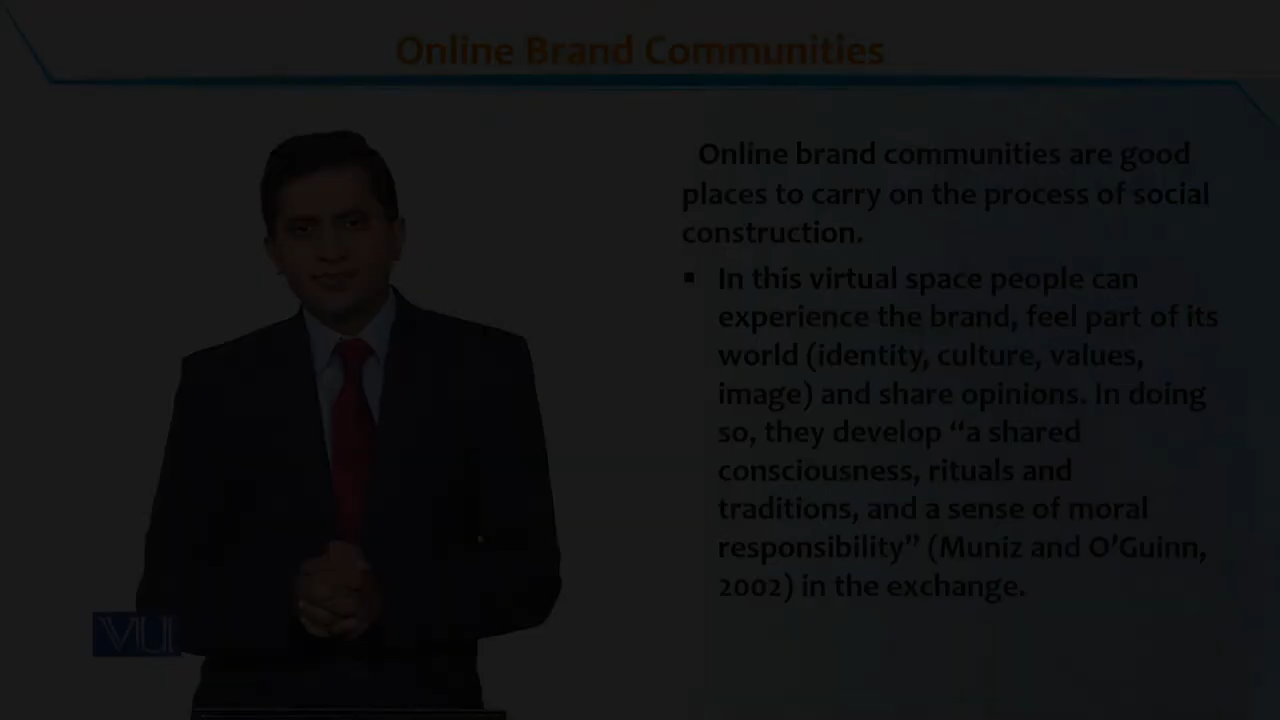 Online Brand Communities
Online brand communities are good
places to carry on the process of social
construction.
▪ In this virtual space people can
experience the brand, feel part of its
world (identity, culture, values,
image) and share opinions. In doing
so, they develop “a shared
consciousness, rituals and
traditions, and a sense of moral
responsibility” (Muniz and O’Guinn,
2002) in the exchange.
VU